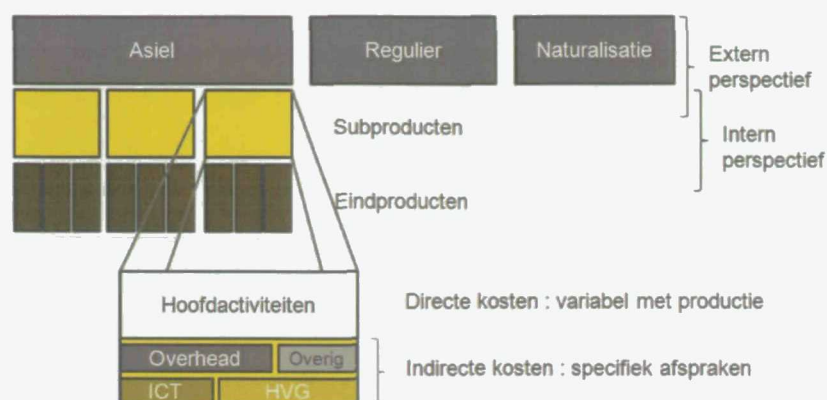 Asiel
Regulier
Naturalisatie
Extern
perspectief
Subproducten
Intern
perspectief
Eindproducten
Hoofdactiviteiten
Directe kosten : variabel met productie
Overhead
Overig
Indirecte kosten : specifiek afspraken
ICT
HVG